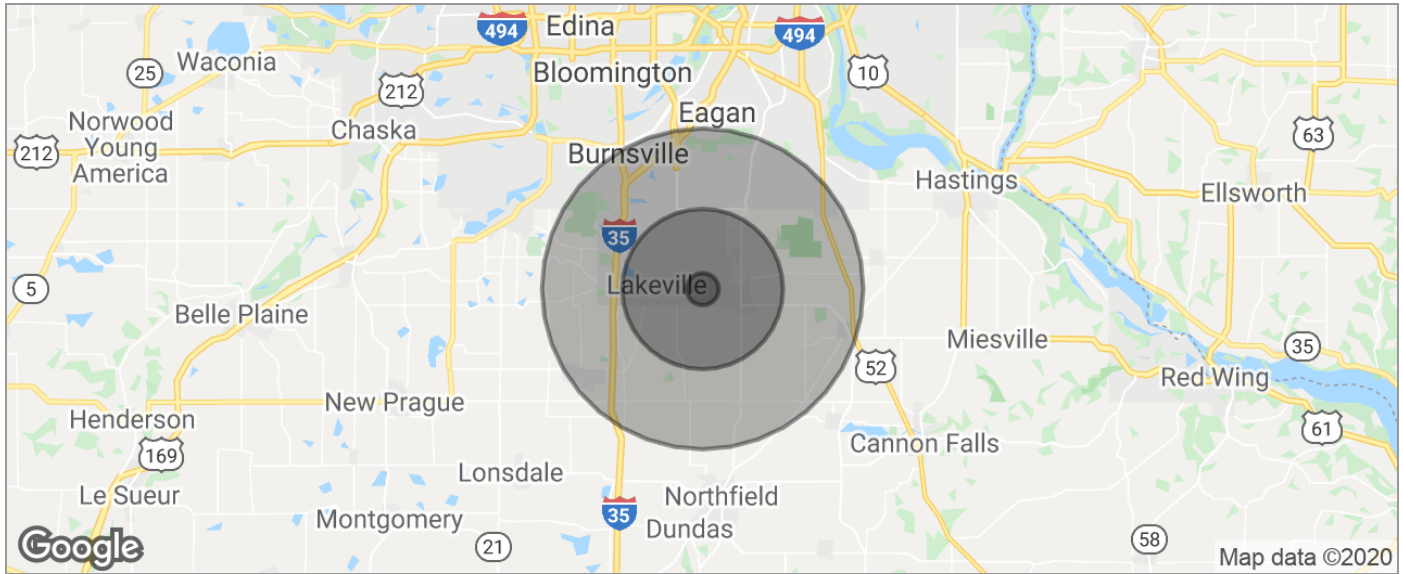 494
Edina
494
Waconia
25
Bloomington
10
212
Eagan
Norwood
Young
America
Chaska
63
212
Burnsville
Hastings
Ellsworth
35
5
Lakeville
Belle Plaine
Miesville
35
52
Red Wing
New Prague
Henderson
61
169
Cannon Falls
Lonsdale
Le Sueur
Northfield
35
Montgomery
Dundas
21
58
Google
Map data ©2020